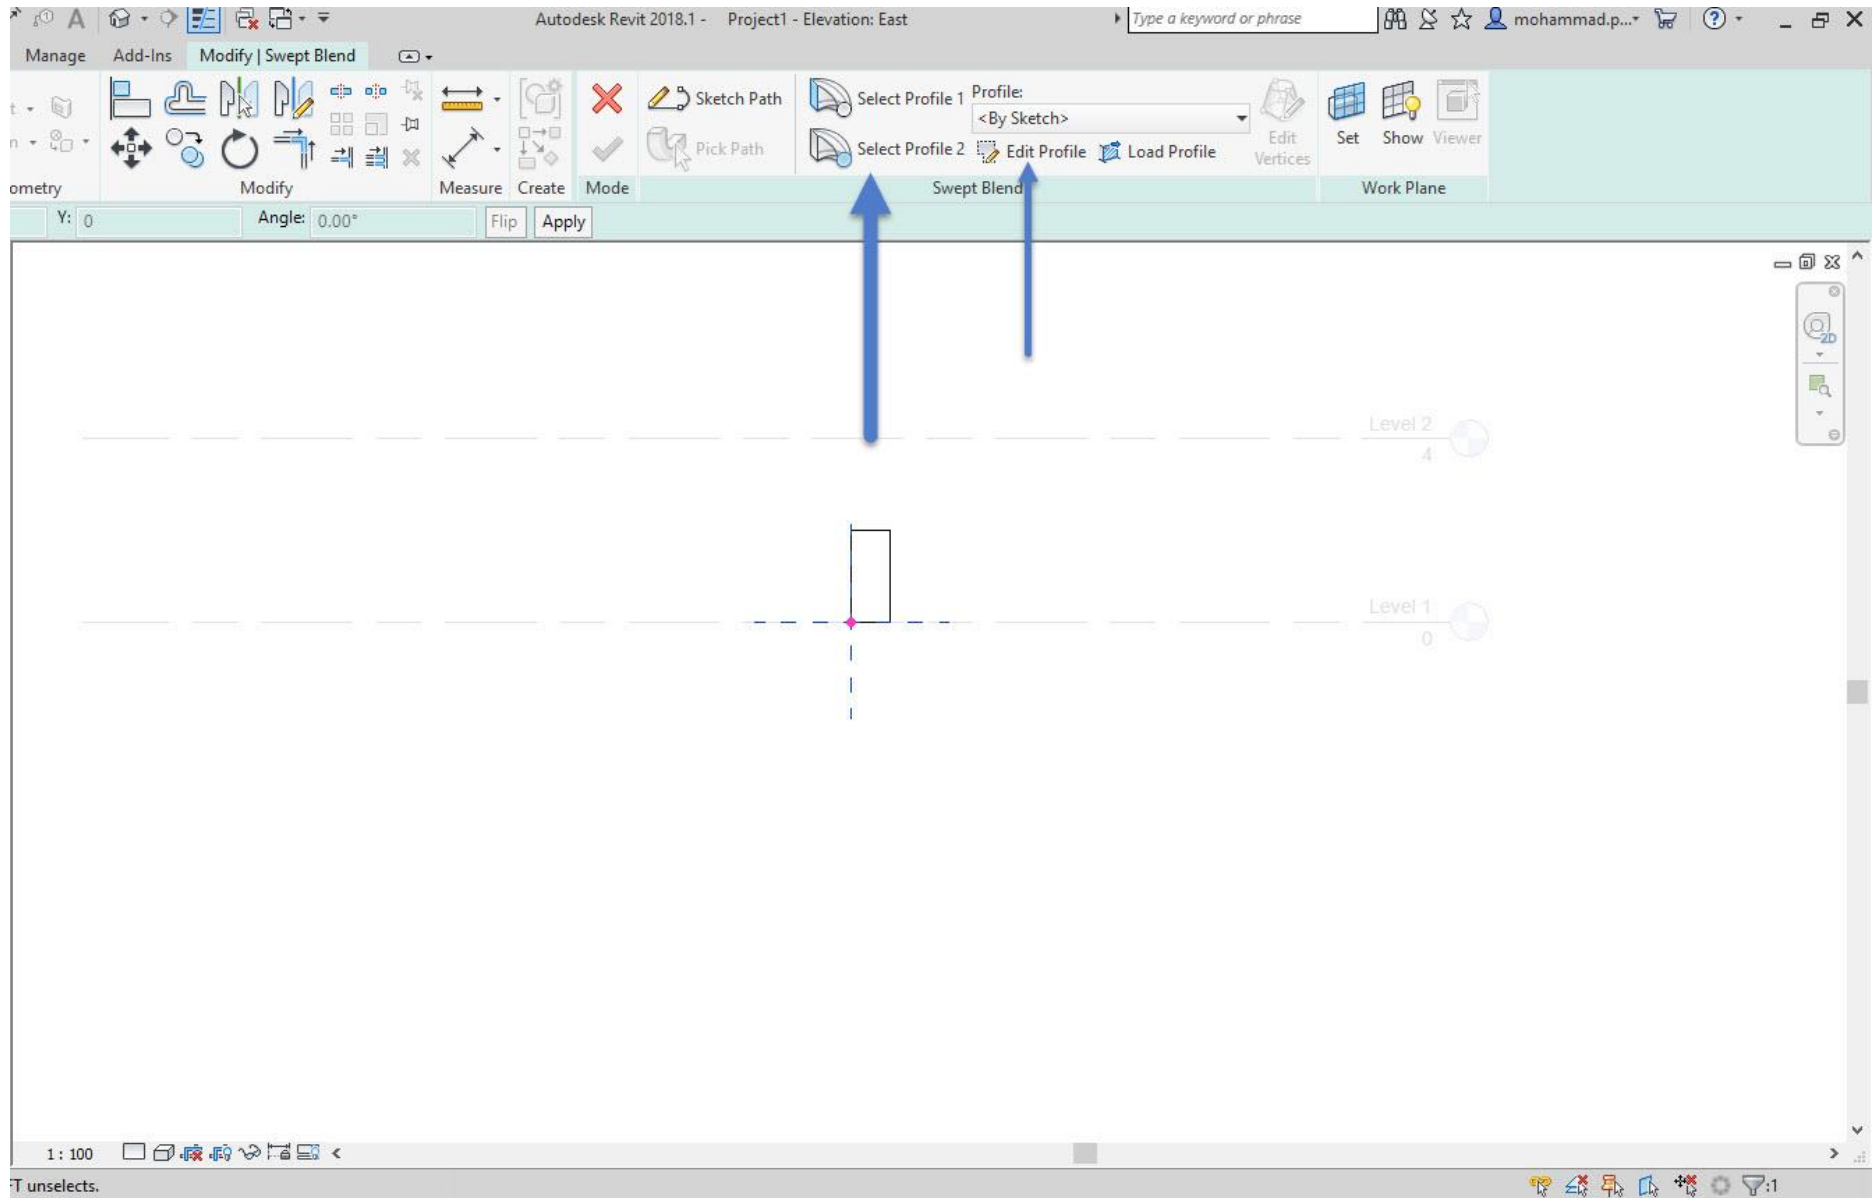 Autodesk Revit 2018.1 - Project1 - Elevation: East Type a keyword or phrase mohammad.p...
Manage Add-Ins Modify | Swept Blend
Sketch Path Select Profile 1 Profile:
<By Sketch>
Pick Path Select Profile 2 Edit Profile Load Profile Edit Vertices Set Show Viewer
ometry Modify Measure Create Mode Swept Blend Work Plane
Y: 0 Angle: 0.00° Flip Apply
2D
Level 2
4
Level 1
0
1 : 100
T unselects. :1